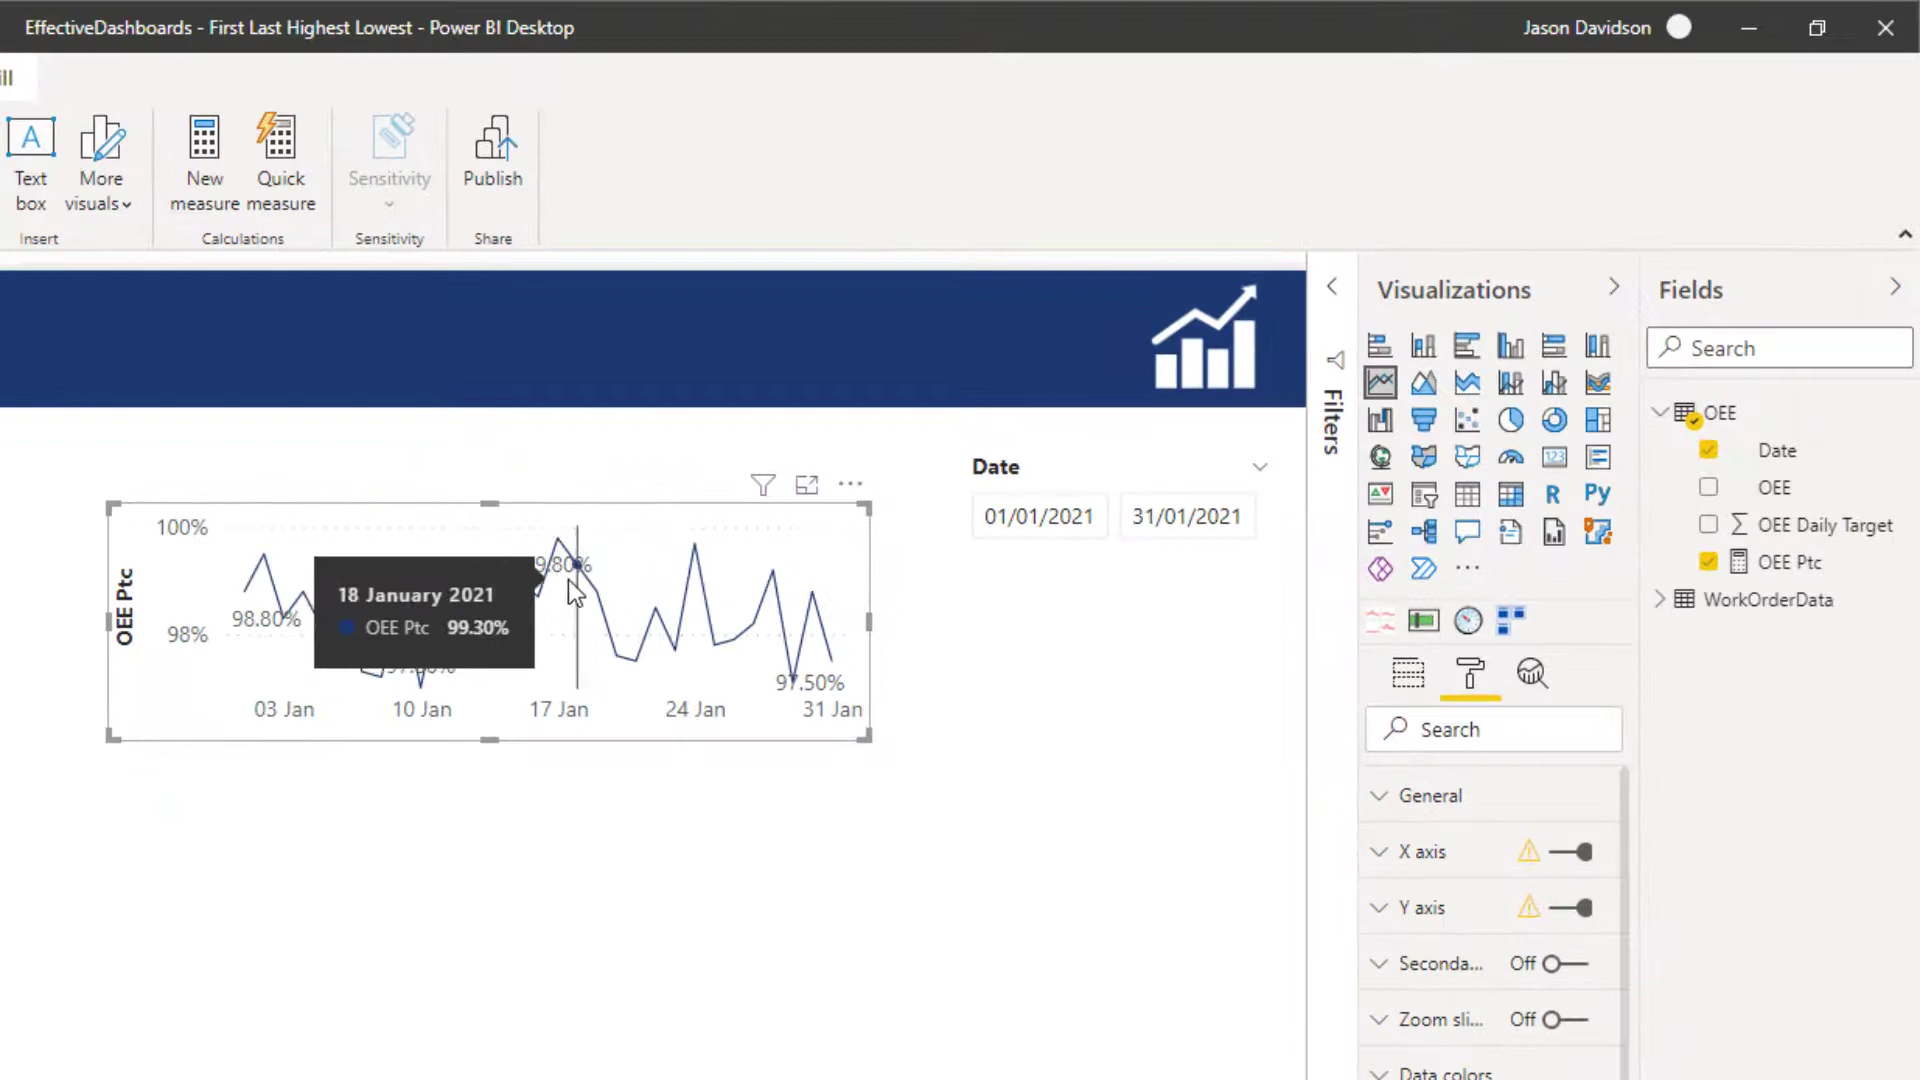 EffectiveDashboards - First Last Highest Lowest - Power BI Desktop
Jason Davidson
Text box
More visuals
New measure
Quick measure
Sensitivity
Publish
Insert
Calculations
Sensitivity
Share
Visualizations
Fields
Search
Filters
OEE
Date
OEE
OEE Daily Target
OEE Ptc
WorkOrderData
R
Py
123
Date
01/01/2021
31/01/2021
OEE Ptc
100%
98%
98.80%
9.80%
97.50%
18 January 2021
OEE Ptc 99.30%
03 Jan
10 Jan
17 Jan
24 Jan
31 Jan
Search
General
X axis
Y axis
Seconda... Off
Zoom sli... Off
Data colors